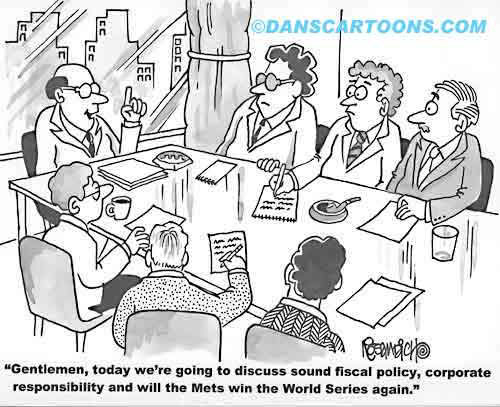 ©DANSCARTOONS.COM
"Gentlemen, today we're going to discuss sound fiscal policy, corporate
responsibility and will the Mets win the World Series again."